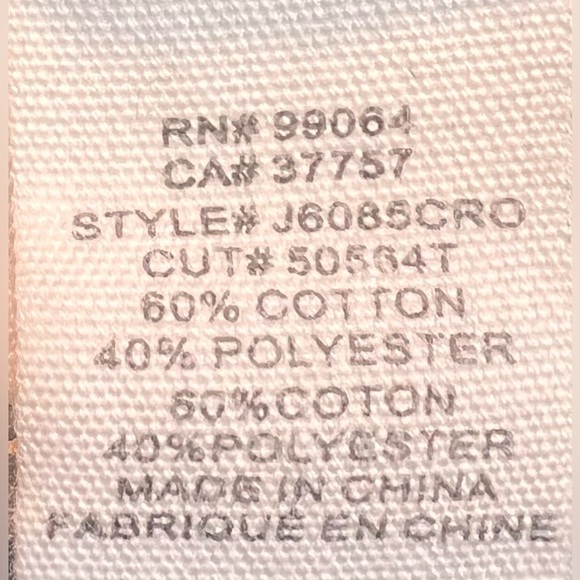 RN# 99064
CA# 37757
STYLE# J6085CRO
CUT# 50564T
60% COTTON
40% POLYESTER
60%COTON
40%POLYESTER
MADE IN CHINA
FABRIQUÉ EN CHINE